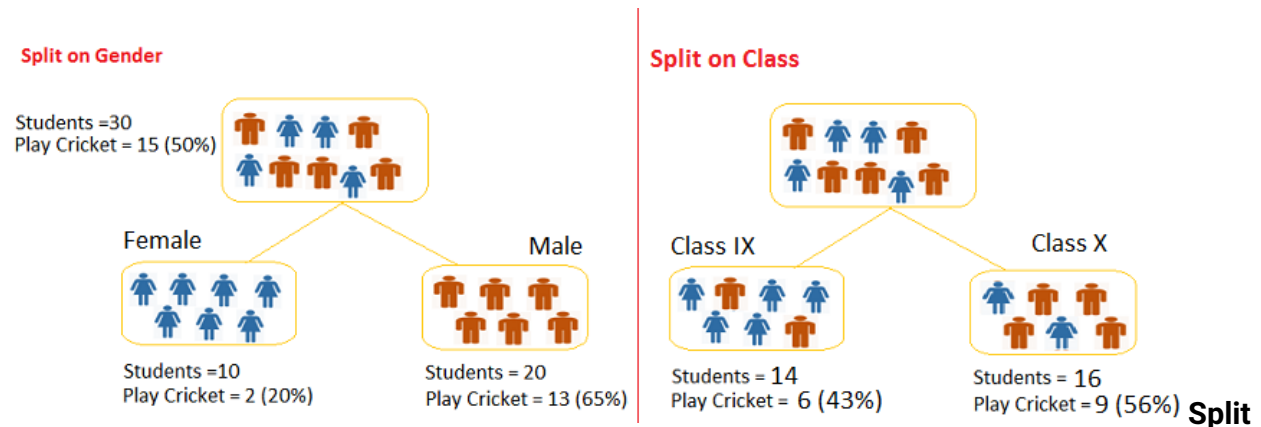 Split on Gender
Students =30
Play Cricket = 15 (50%)
Female
Male
Students =10
Play Cricket = 2 (20%)
Students = 20
Play Cricket = 13 (65%)
Split on Class
Class IX
Class X
Students = 14
Play Cricket = 6 (43%)
Students = 16
Play Cricket = 9 (56%)
Split